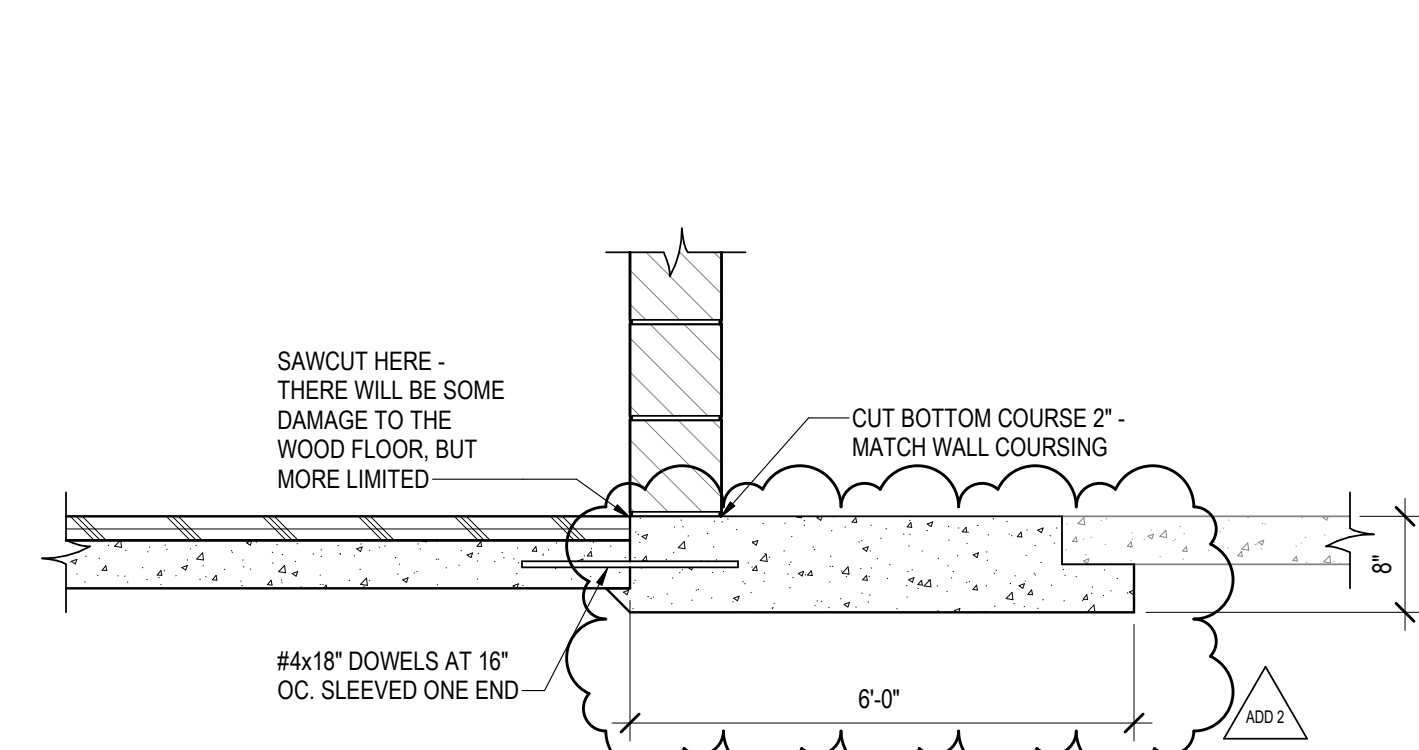 SAWCUT HERE -
THERE WILL BE SOME
DAMAGE TO THE
WOOD FLOOR, BUT
MORE LIMITED
CUT BOTTOM COURSE 2" -
MATCH WALL COURSING
8"
#4x18" DOWELS AT 16"
OC. SLEEVED ONE END
6'-0"
ADD 2